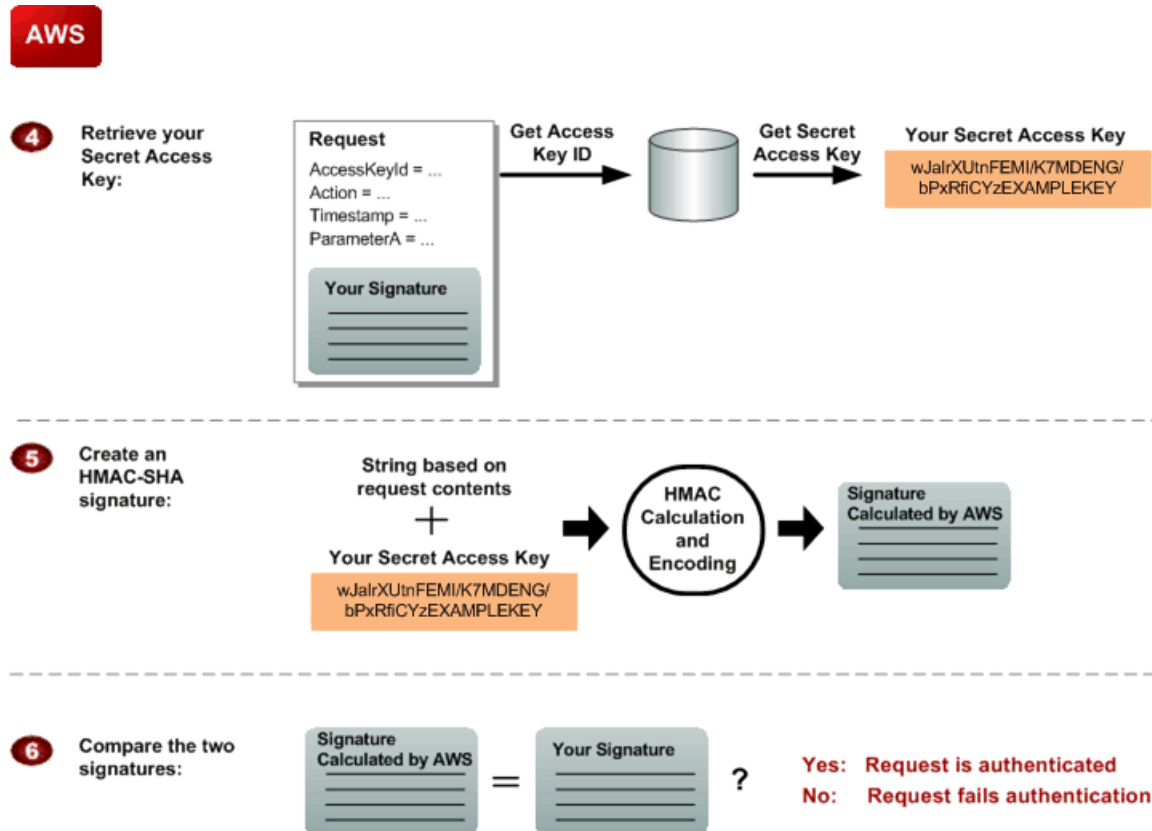 AWS
4
Retrieve your
Secret Access
Key:
Request
AccessKeyId = ...
Action = ...
Timestamp = ...
ParameterA = ...
Your Signature
Get Access
Key ID
Get Secret
Access Key
Your Secret Access Key
wJalrXUtnFEMI/K7MDENG/
bPxRfiCYzEXAMPLEKEY
5
Create an
HMAC-SHA
signature:
String based on
request contents
+
Your Secret Access Key
wJalrXUtnFEMI/K7MDENG/
bPxRfiCYzEXAMPLEKEY
HMAC
Calculation
and
Encoding
Signature
Calculated by AWS
6
Compare the two
signatures:
Signature
Calculated by AWS
=
Your Signature
?
Yes: Request is authenticated
No: Request fails authentication